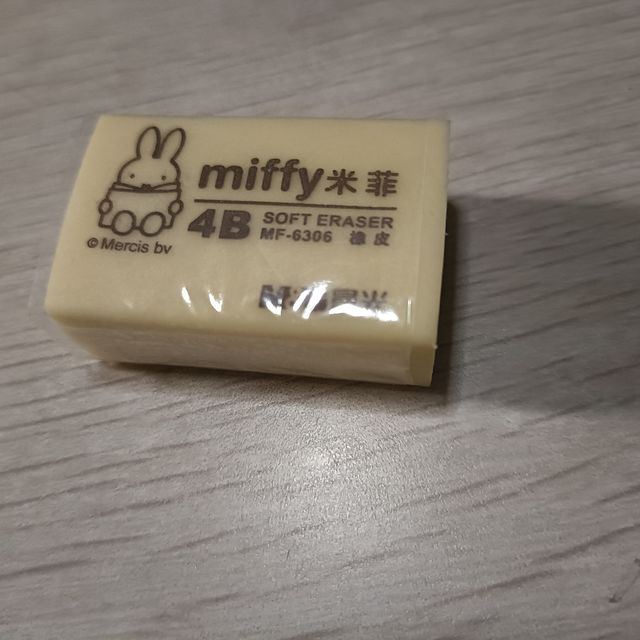 miffy米菲
4B SOFT ERASER
MF-6306 橡皮
© Mercis bv